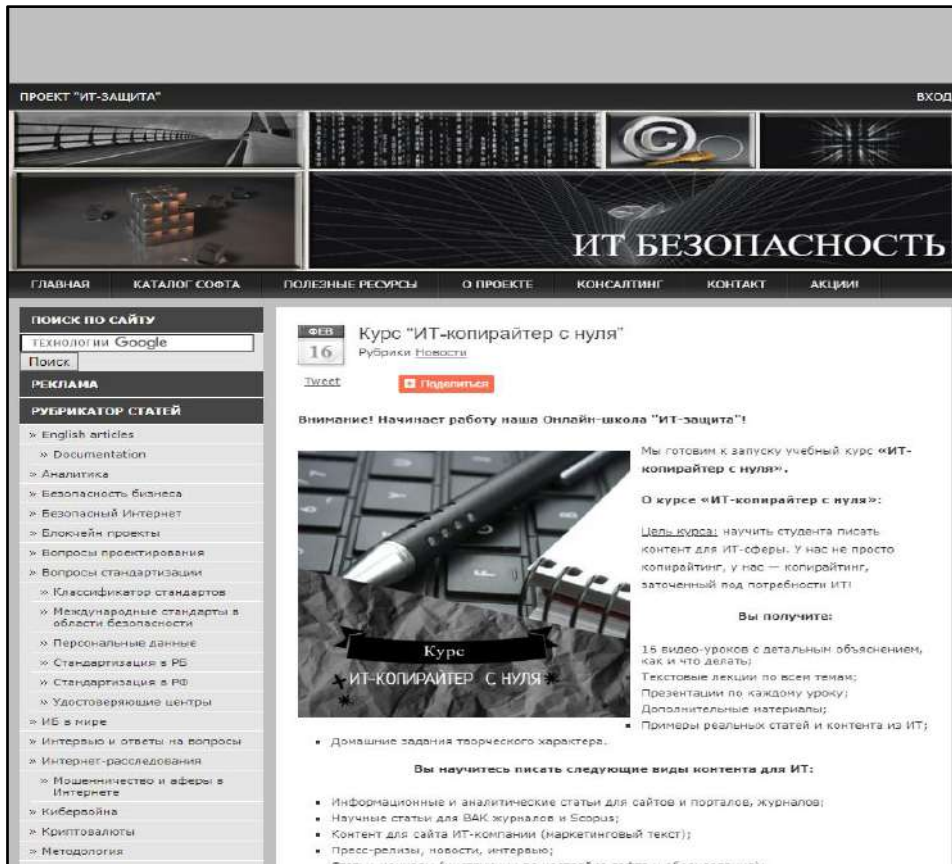 ПРОЕКТ "ИТ-ЗАЩИТА"
ВХОД
ИТ БЕЗОПАСНОСТЬ
ГЛАВНАЯ КАТАЛОГ СОФТА ПОЛЕЗНЫЕ РЕСУРСЫ О ПРОЕКТЕ КОНСАЛТИНГ КОНТАКТ АКЦИИ!
ПОИСК ПО САЙТУ
ТЕХНОЛОГИИ Google
Поиск
РЕКЛАМА
РУБРИКАТОР СТАТЕЙ
» English articles
» Documentation
» Аналитика
» Безопасность бизнеса
» Безопасный Интернет
» Блокчейн проекты
» Вопросы проектирования
» Вопросы стандартизации
» Классификатор стандартов
» Международные стандарты в
области безопасности
» Персональные данные
» Стандартизация в РБ
» Стандартизация в РФ
» Удостоверяющие центры
» ИБ в мире
» Интервью и ответы на вопросы
» Интернет-расследования
» Мошенничество и аферы в
Интернете
» Кибервойна
» Криптовалюты
» Методология
ФЕВ
16
Курс "ИТ-копирайтер с нуля"
Рубрики Новости
Tweet
Поделиться
Внимание! Начинает работу наша Онлайн-школа "ИТ-защита"!
Курс
ИТ-КОПИРАЙТЕР С НУЛЯ
Мы готовим к запуску учебный курс «ИТ-
копирайтер с нуля».
О курсе «ИТ-копирайтер с нуля»:
Цель курса: научить студента писать
контент для ИТ-сферы. У нас не просто
копирайтинг, у нас — копирайтинг,
заточенный под потребности ИТ!
Вы получите:
16 видео-уроков с детальным объяснением,
как и что делать;
Текстовые лекции по всем темам;
Презентации по каждому уроку;
Дополнительные материалы;
Примеры реальных статей и контента из ИТ;
Домашние задания творческого характера.
Вы научитесь писать следующие виды контента для ИТ:
Информационные и аналитические статьи для сайтов и порталов, журналов;
Научные статьи для ВАК журналов и Scopus;
Контент для сайта ИТ-компании (маркетинговый текст);
Пресс-релизы, новости, интервью;